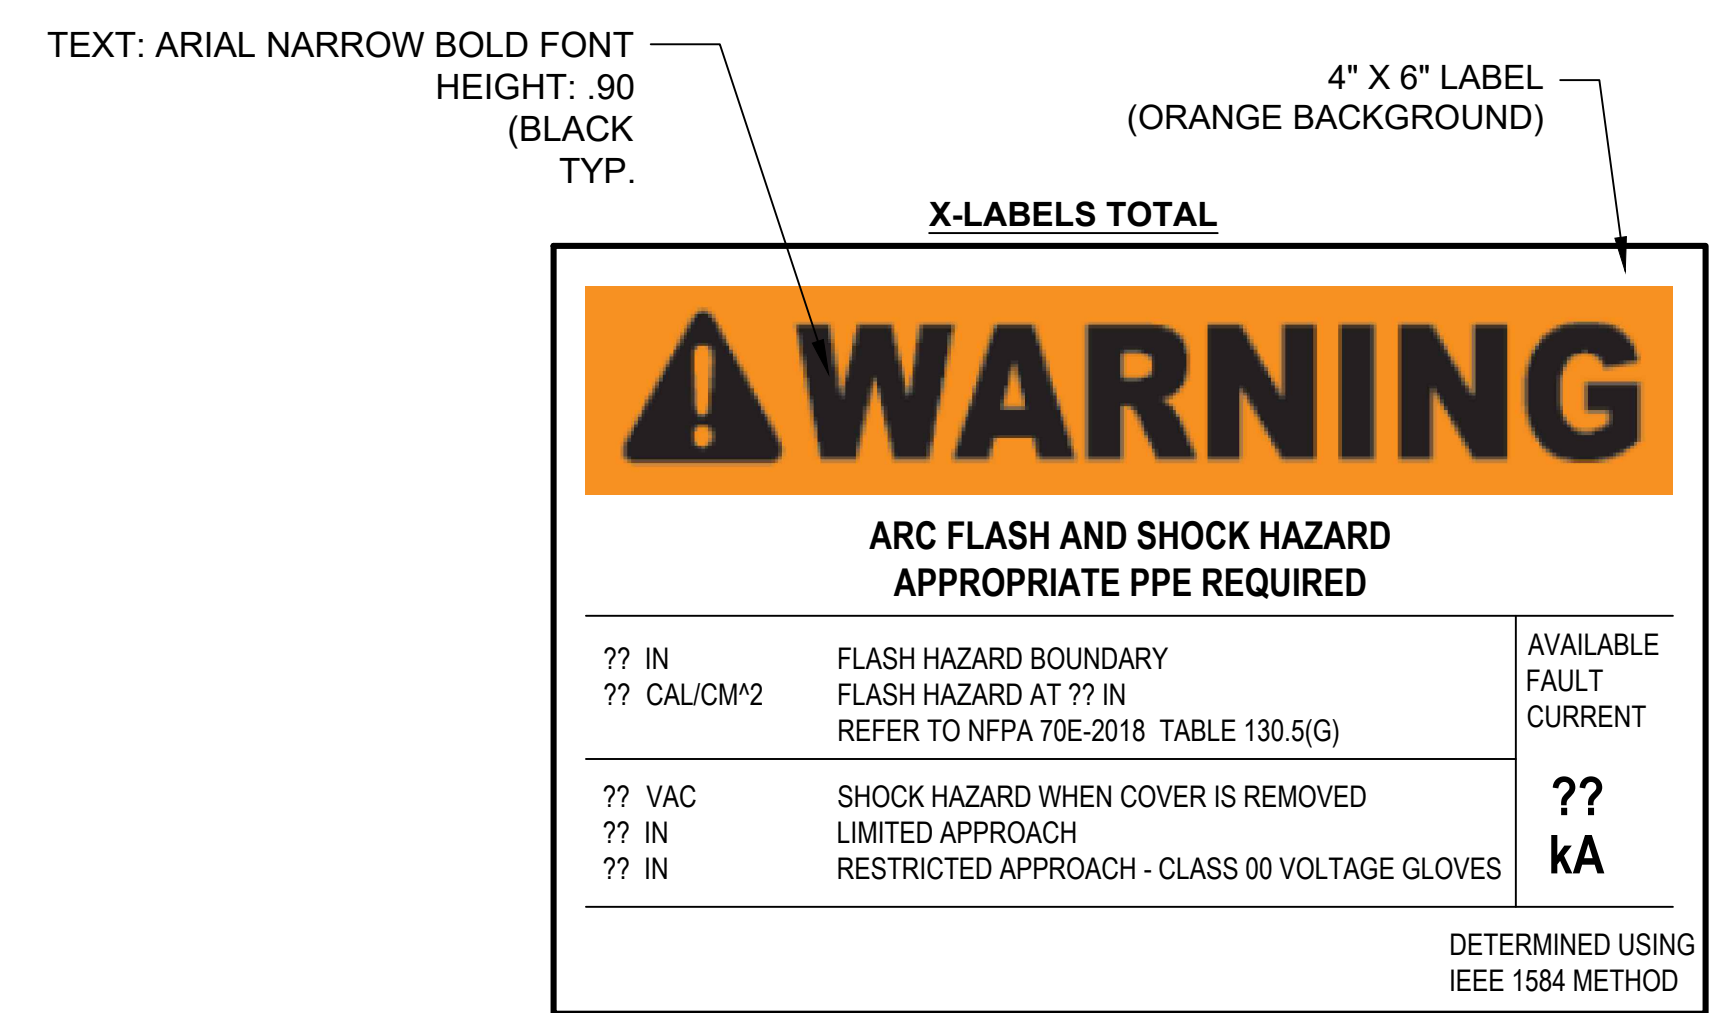 TEXT: ARIAL NARROW BOLD FONT
HEIGHT: .90
(BLACK
TYP.
4" X 6" LABEL
(ORANGE BACKGROUND)
X-LABELS TOTAL
WARNING
ARC FLASH AND SHOCK HAZARD
APPROPRIATE PPE REQUIRED
?? IN FLASH HAZARD BOUNDARY
?? CAL/CM^2 FLASH HAZARD AT ?? IN
REFER TO NFPA 70E-2018 TABLE 130.5(G)
AVAILABLE
FAULT
CURRENT
?? VAC SHOCK HAZARD WHEN COVER IS REMOVED
?? IN LIMITED APPROACH
?? IN RESTRICTED APPROACH - CLASS 00 VOLTAGE GLOVES
??
kA
DETERMINED USING
IEEE 1584 METHOD